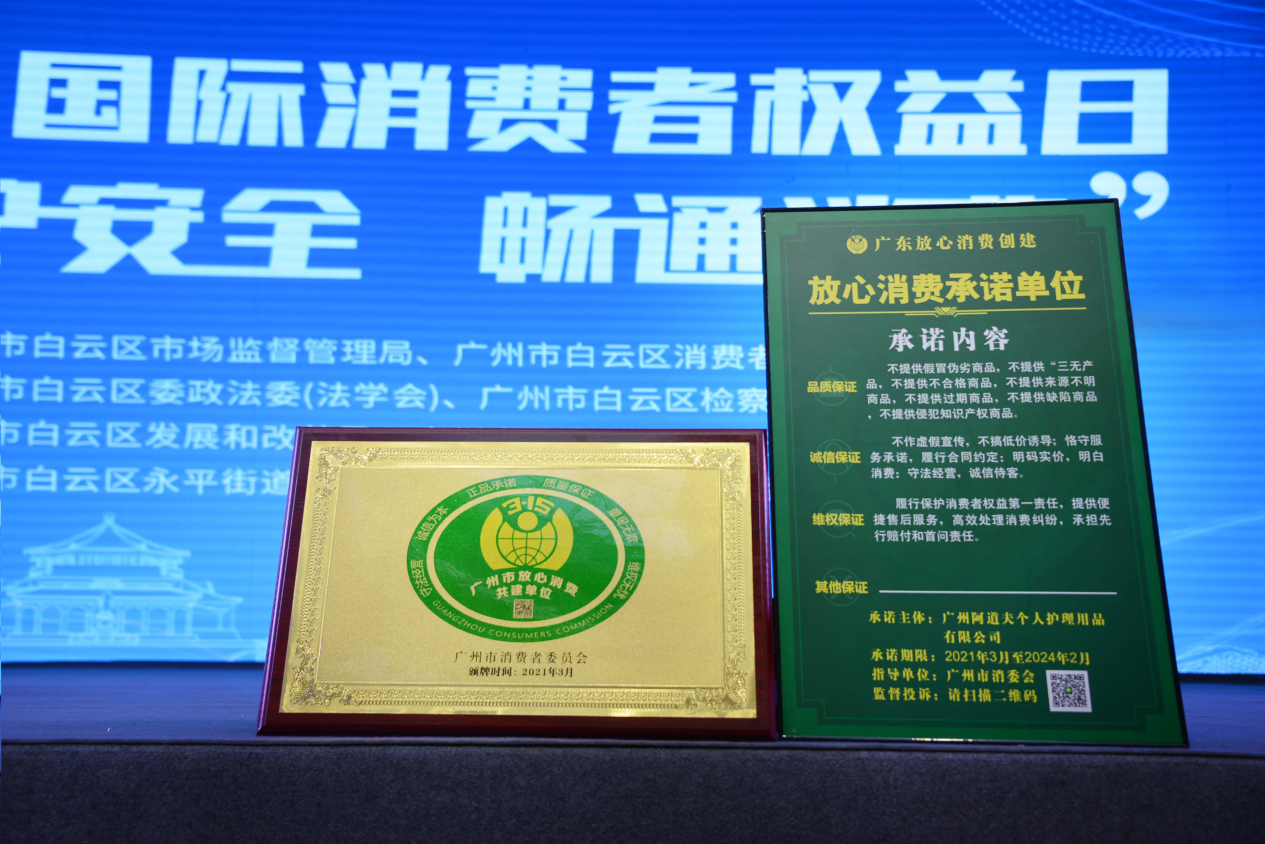 国际消费者权益日
安全 畅通
”
市白云区市场监督管理局、广州市白云区消费者
市白云区委政法委(法学会)、广州市白云区检察
市白云区发展和改
市白云区永平街道
正品承诺 · 质量保证
诚信为本
守法经营
维权无忧
3·15
广州市放心消费
共建单位
GUANGZHOU CONSUMERS COMMISSION
广州市消费者委员会
颁牌时间：2021年3月
广东放心消费创建
放心消费承诺单位
承诺内容
品质保证
不提供假冒伪劣商品，不提供“三无产
品，不提供不合格商品，不提供来源不明
商品，不提供过期商品，不提供缺陷商品
，不提供侵犯知识产权商品。
诚信保证
不作虚假宣传，不搞低价诱导；恪守服
务承诺，履行合同约定；明码实价，明白
消费；守法经营，诚信待客。
维权保证
履行保护消费者权益第一责任，提供便
捷售后服务，高效处理消费纠纷，承担先
行赔付和首问责任。
其他保证
承诺主体：广州阿道夫个人护理用品
有限公司
承诺期限：2021年3月至2024年2月
指导单位：广州市消委会
监督投诉：请扫描二维码